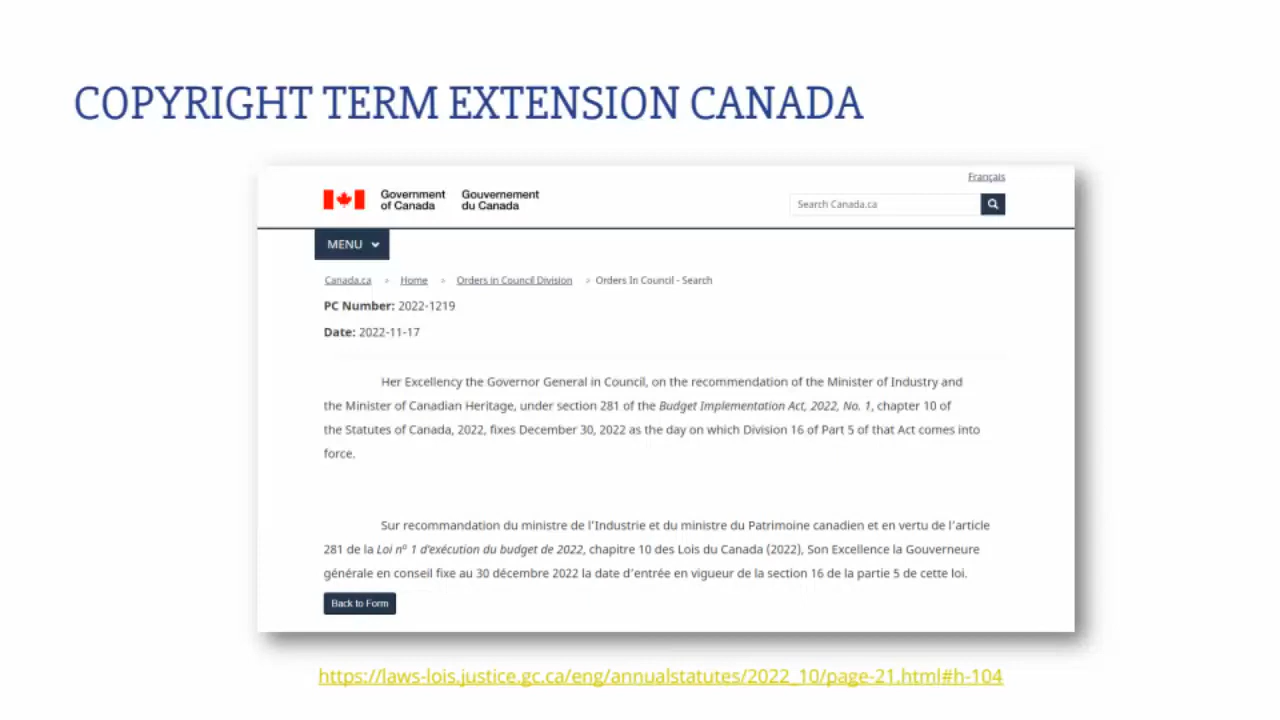 COPYRIGHT TERM EXTENSION CANADA
Français
Government of Canada
Gouvernement du Canada
Search Canada.ca
MENU
Canada.ca > Home > Orders in Council Division > Orders In Council - Search
PC Number: 2022-1219
Date: 2022-11-17
Her Excellency the Governor General in Council, on the recommendation of the Minister of Industry and
the Minister of Canadian Heritage, under section 281 of the Budget Implementation Act, 2022, No. 1, chapter 10 of
the Statutes of Canada, 2022, fixes December 30, 2022 as the day on which Division 16 of Part 5 of that Act comes into
force.
Sur recommandation du ministre de l'Industrie et du ministre du Patrimoine canadien et en vertu de l'article
281 de la Loi nº 1 d'exécution du budget de 2022, chapitre 10 des Lois du Canada (2022), Son Excellence la Gouverneure
générale en conseil fixe au 30 décembre 2022 la date d'entrée en vigueur de la section 16 de la partie 5 de cette loi.
Back to Form
https://laws-lois.justice.gc.ca/eng/annualstatutes/2022_10/page-21.html#h-104